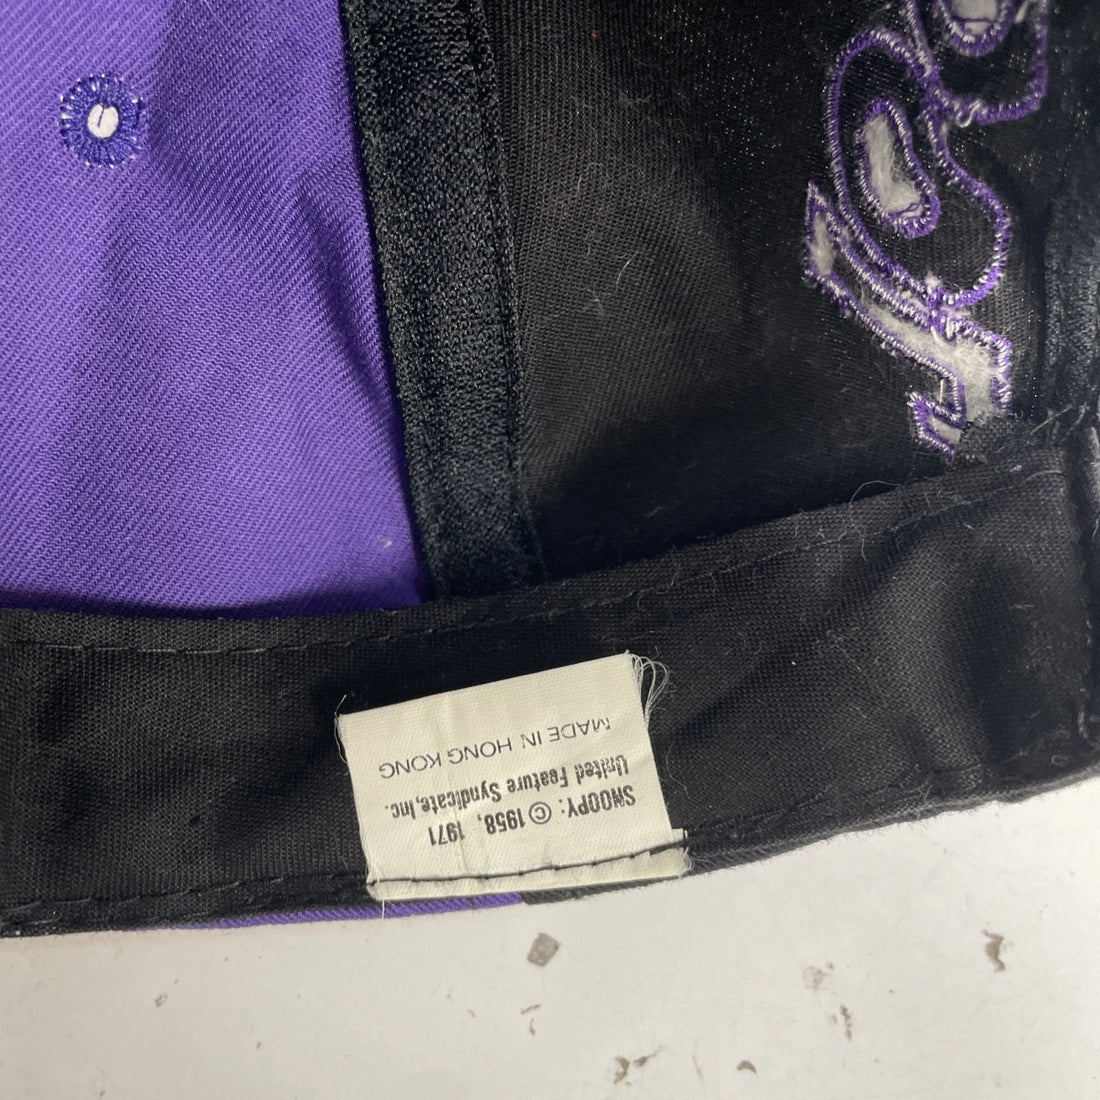 SNOOPY: © 1958, 1971
United Feature Syndicate, Inc.
MADE IN HONG KONG